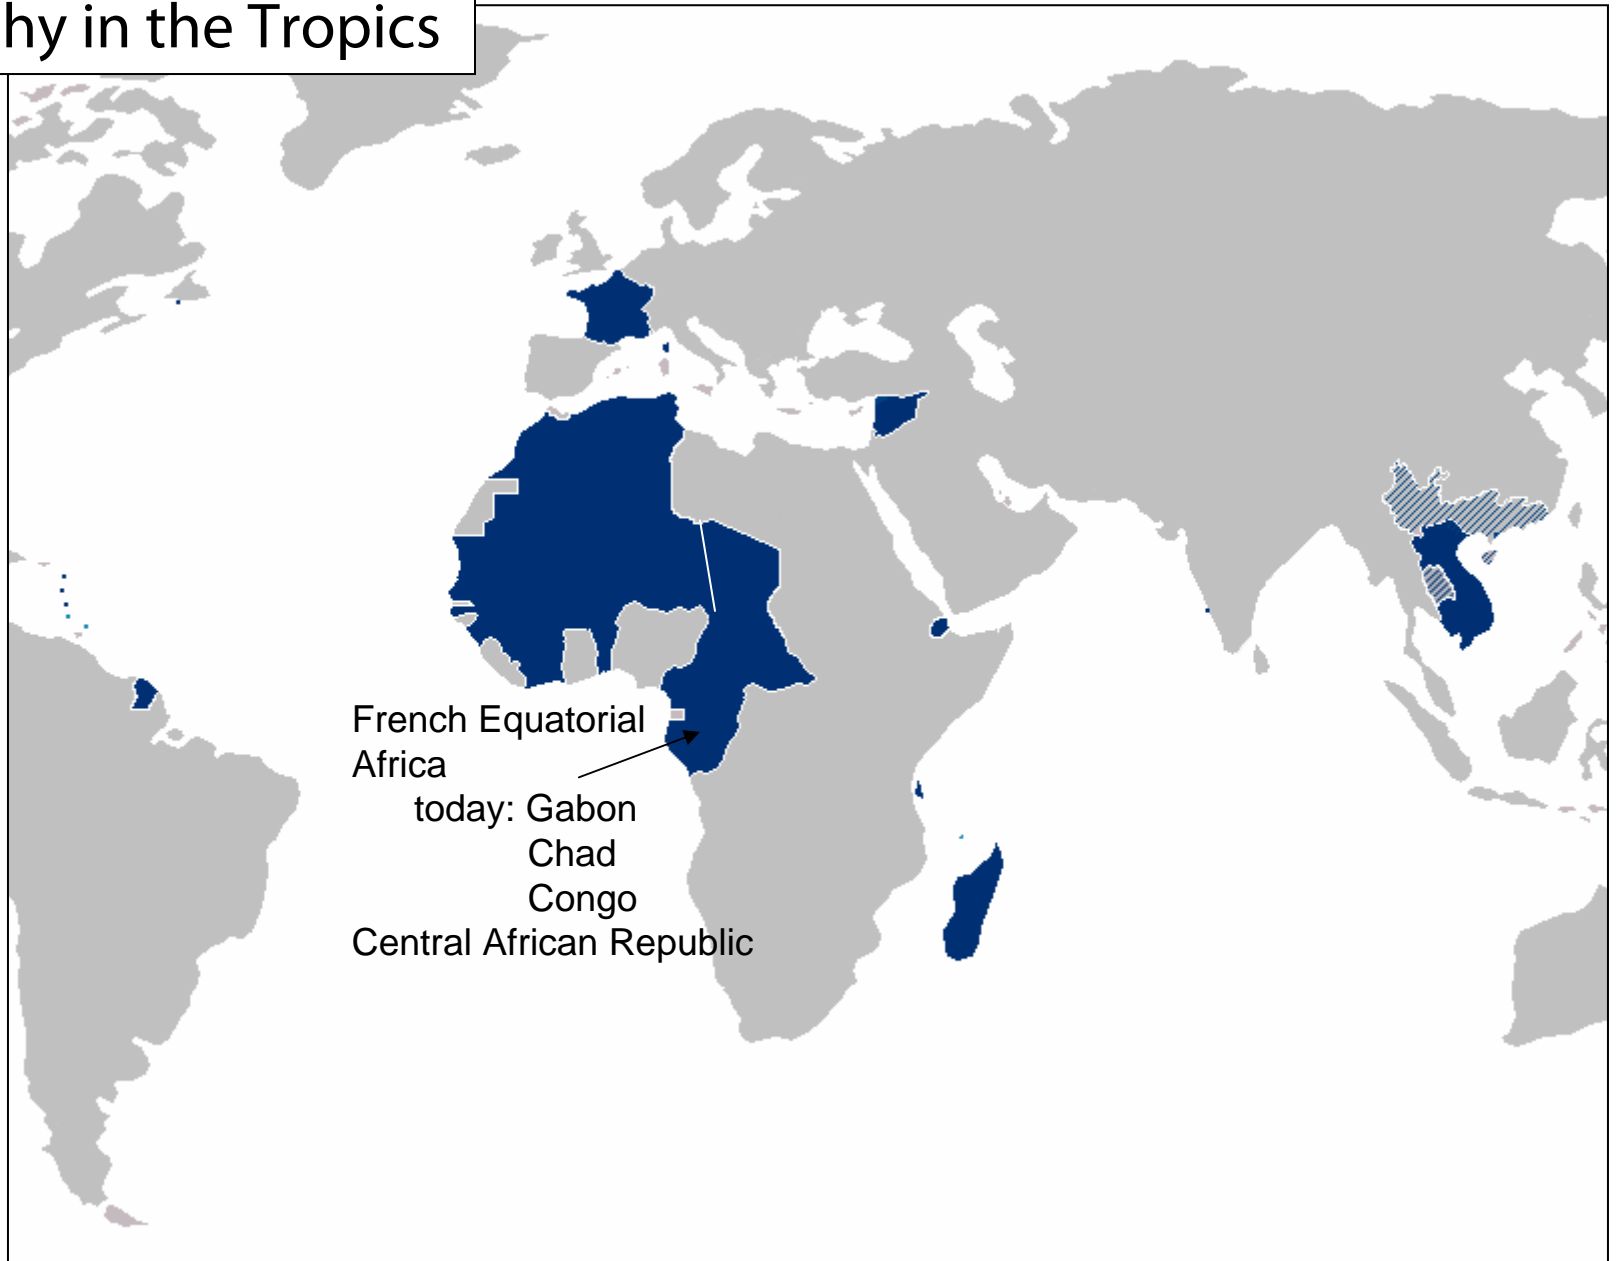 hy in the Tropics
French Equatorial
Africa
today: Gabon
Chad
Congo
Central African Republic